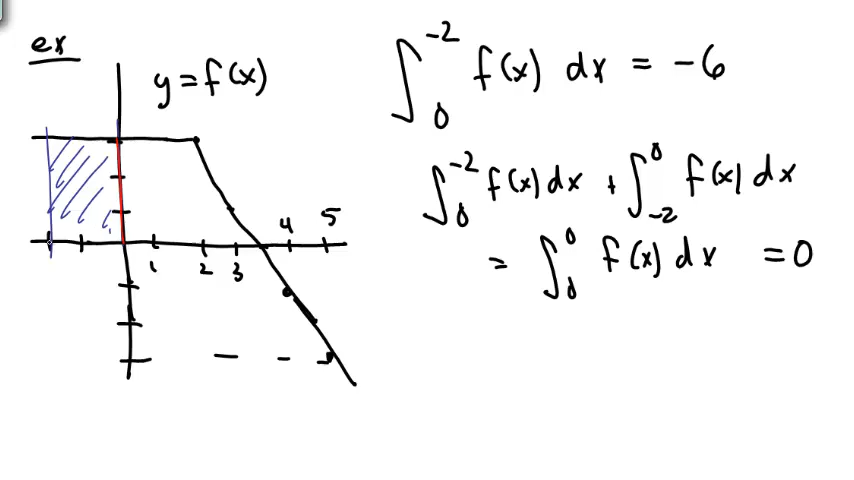 ex
y = f(x)
∫₀⁻² f(x) dx = -6
∫₀⁻² f(x) dx + ∫₋₂⁰ f(x) dx
= ∫₀⁰ f(x) dx = 0
1 2 3 4 5